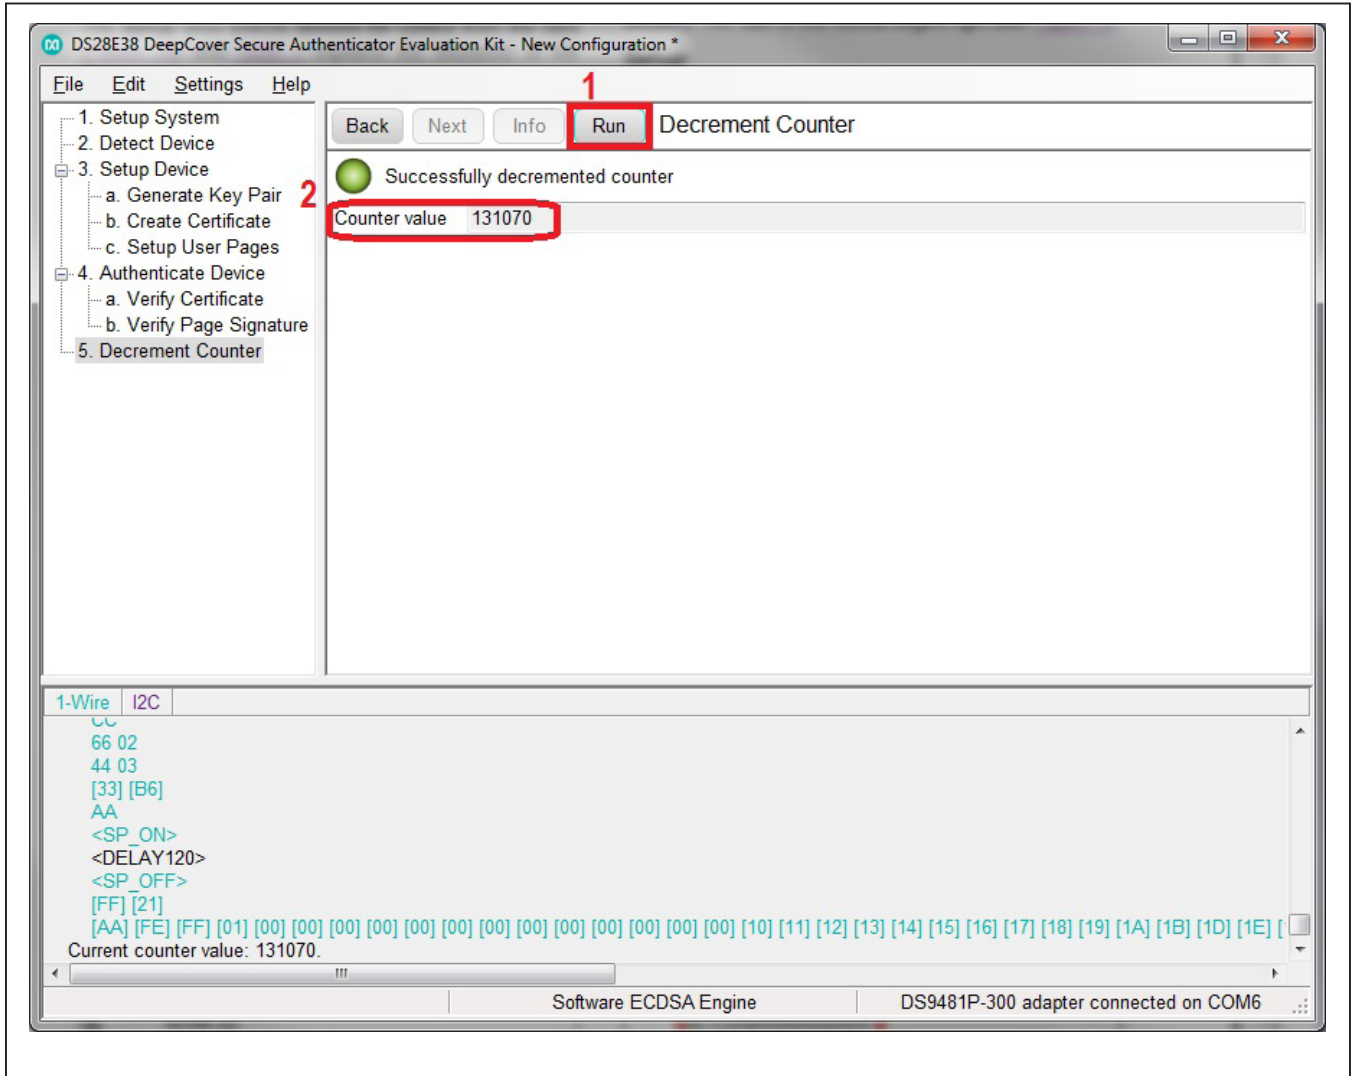 DS28E38 DeepCover Secure Authenticator Evaluation Kit - New Configuration *
File Edit Settings Help
1
1. Setup System
2. Detect Device
3. Setup Device
a. Generate Key Pair
b. Create Certificate
c. Setup User Pages
4. Authenticate Device
a. Verify Certificate
b. Verify Page Signature
5. Decrement Counter
Back Next Info Run Decrement Counter
Successfully decremented counter
2
Counter value 131070
1-Wire I2C
CC
66 02
44 03
[33] [B6]
AA
<SP_ON>
<DELAY120>
<SP_OFF>
[FF] [21]
[AA] [FE] [FF] [01] [00] [00] [00] [00] [00] [00] [00] [00] [00] [00] [00] [00] [00] [10] [11] [12] [13] [14] [15] [16] [17] [18] [19] [1A] [1B] [1D] [1E] [
Current counter value: 131070.
Software ECDSA Engine DS9481P-300 adapter connected on COM6